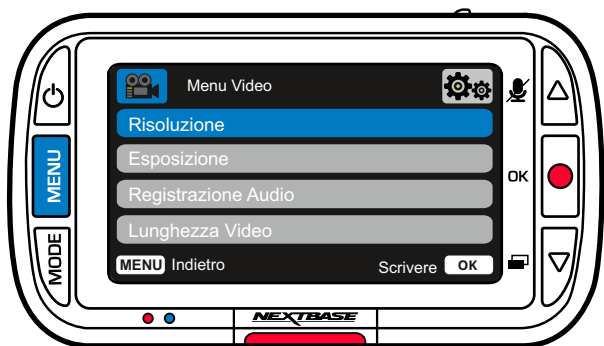 Menu Video
Risoluzione
Esposizione
Registrazione Audio
Lunghezza Video
MENU Indietro
Scrivere OK
MENU
MODE
OK
NEXTBASE